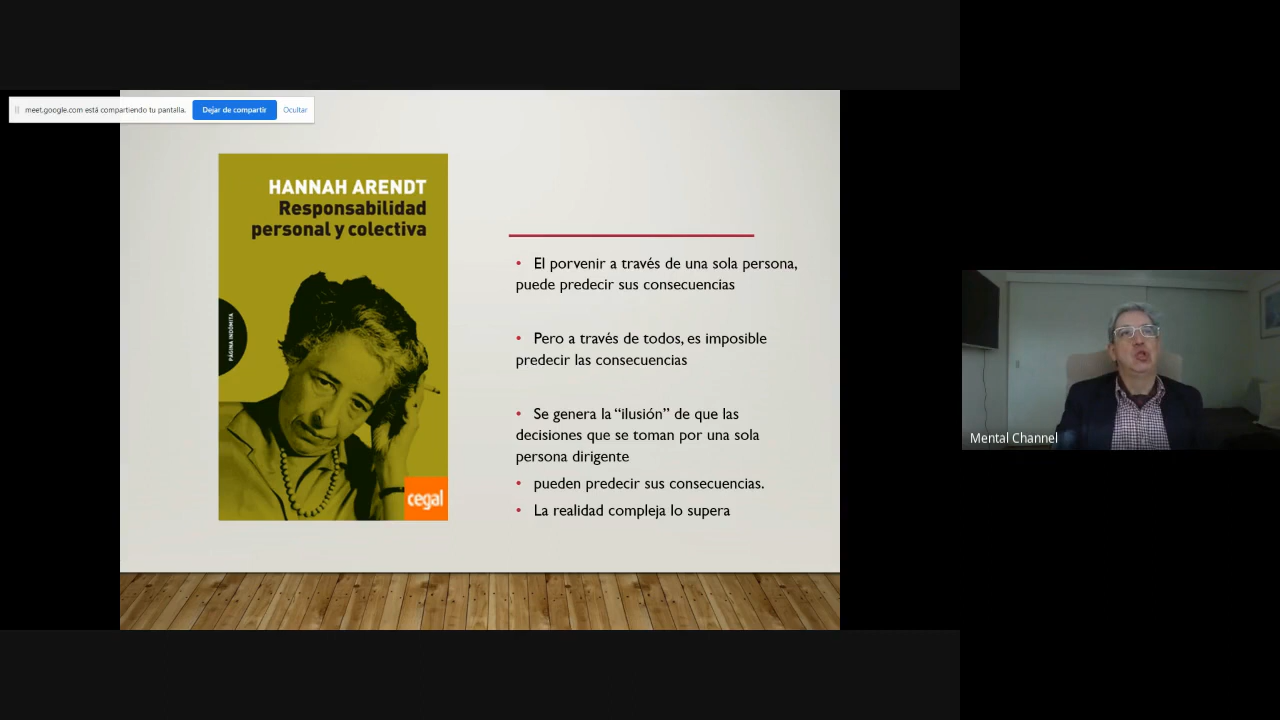 meet.google.com está compartiendo tu pantalla.
Dejar de compartir
Ocultar
HANNAH ARENDT
Responsabilidad
personal y colectiva
PÁGINA INDÓMITA
cegal
• El porvenir a través de una sola persona,
puede predecir sus consecuencias
• Pero a través de todos, es imposible
predecir las consecuencias
• Se genera la “ilusión” de que las
decisiones que se toman por una sola
persona dirigente
• pueden predecir sus consecuencias.
• La realidad compleja lo supera
Mental Channel